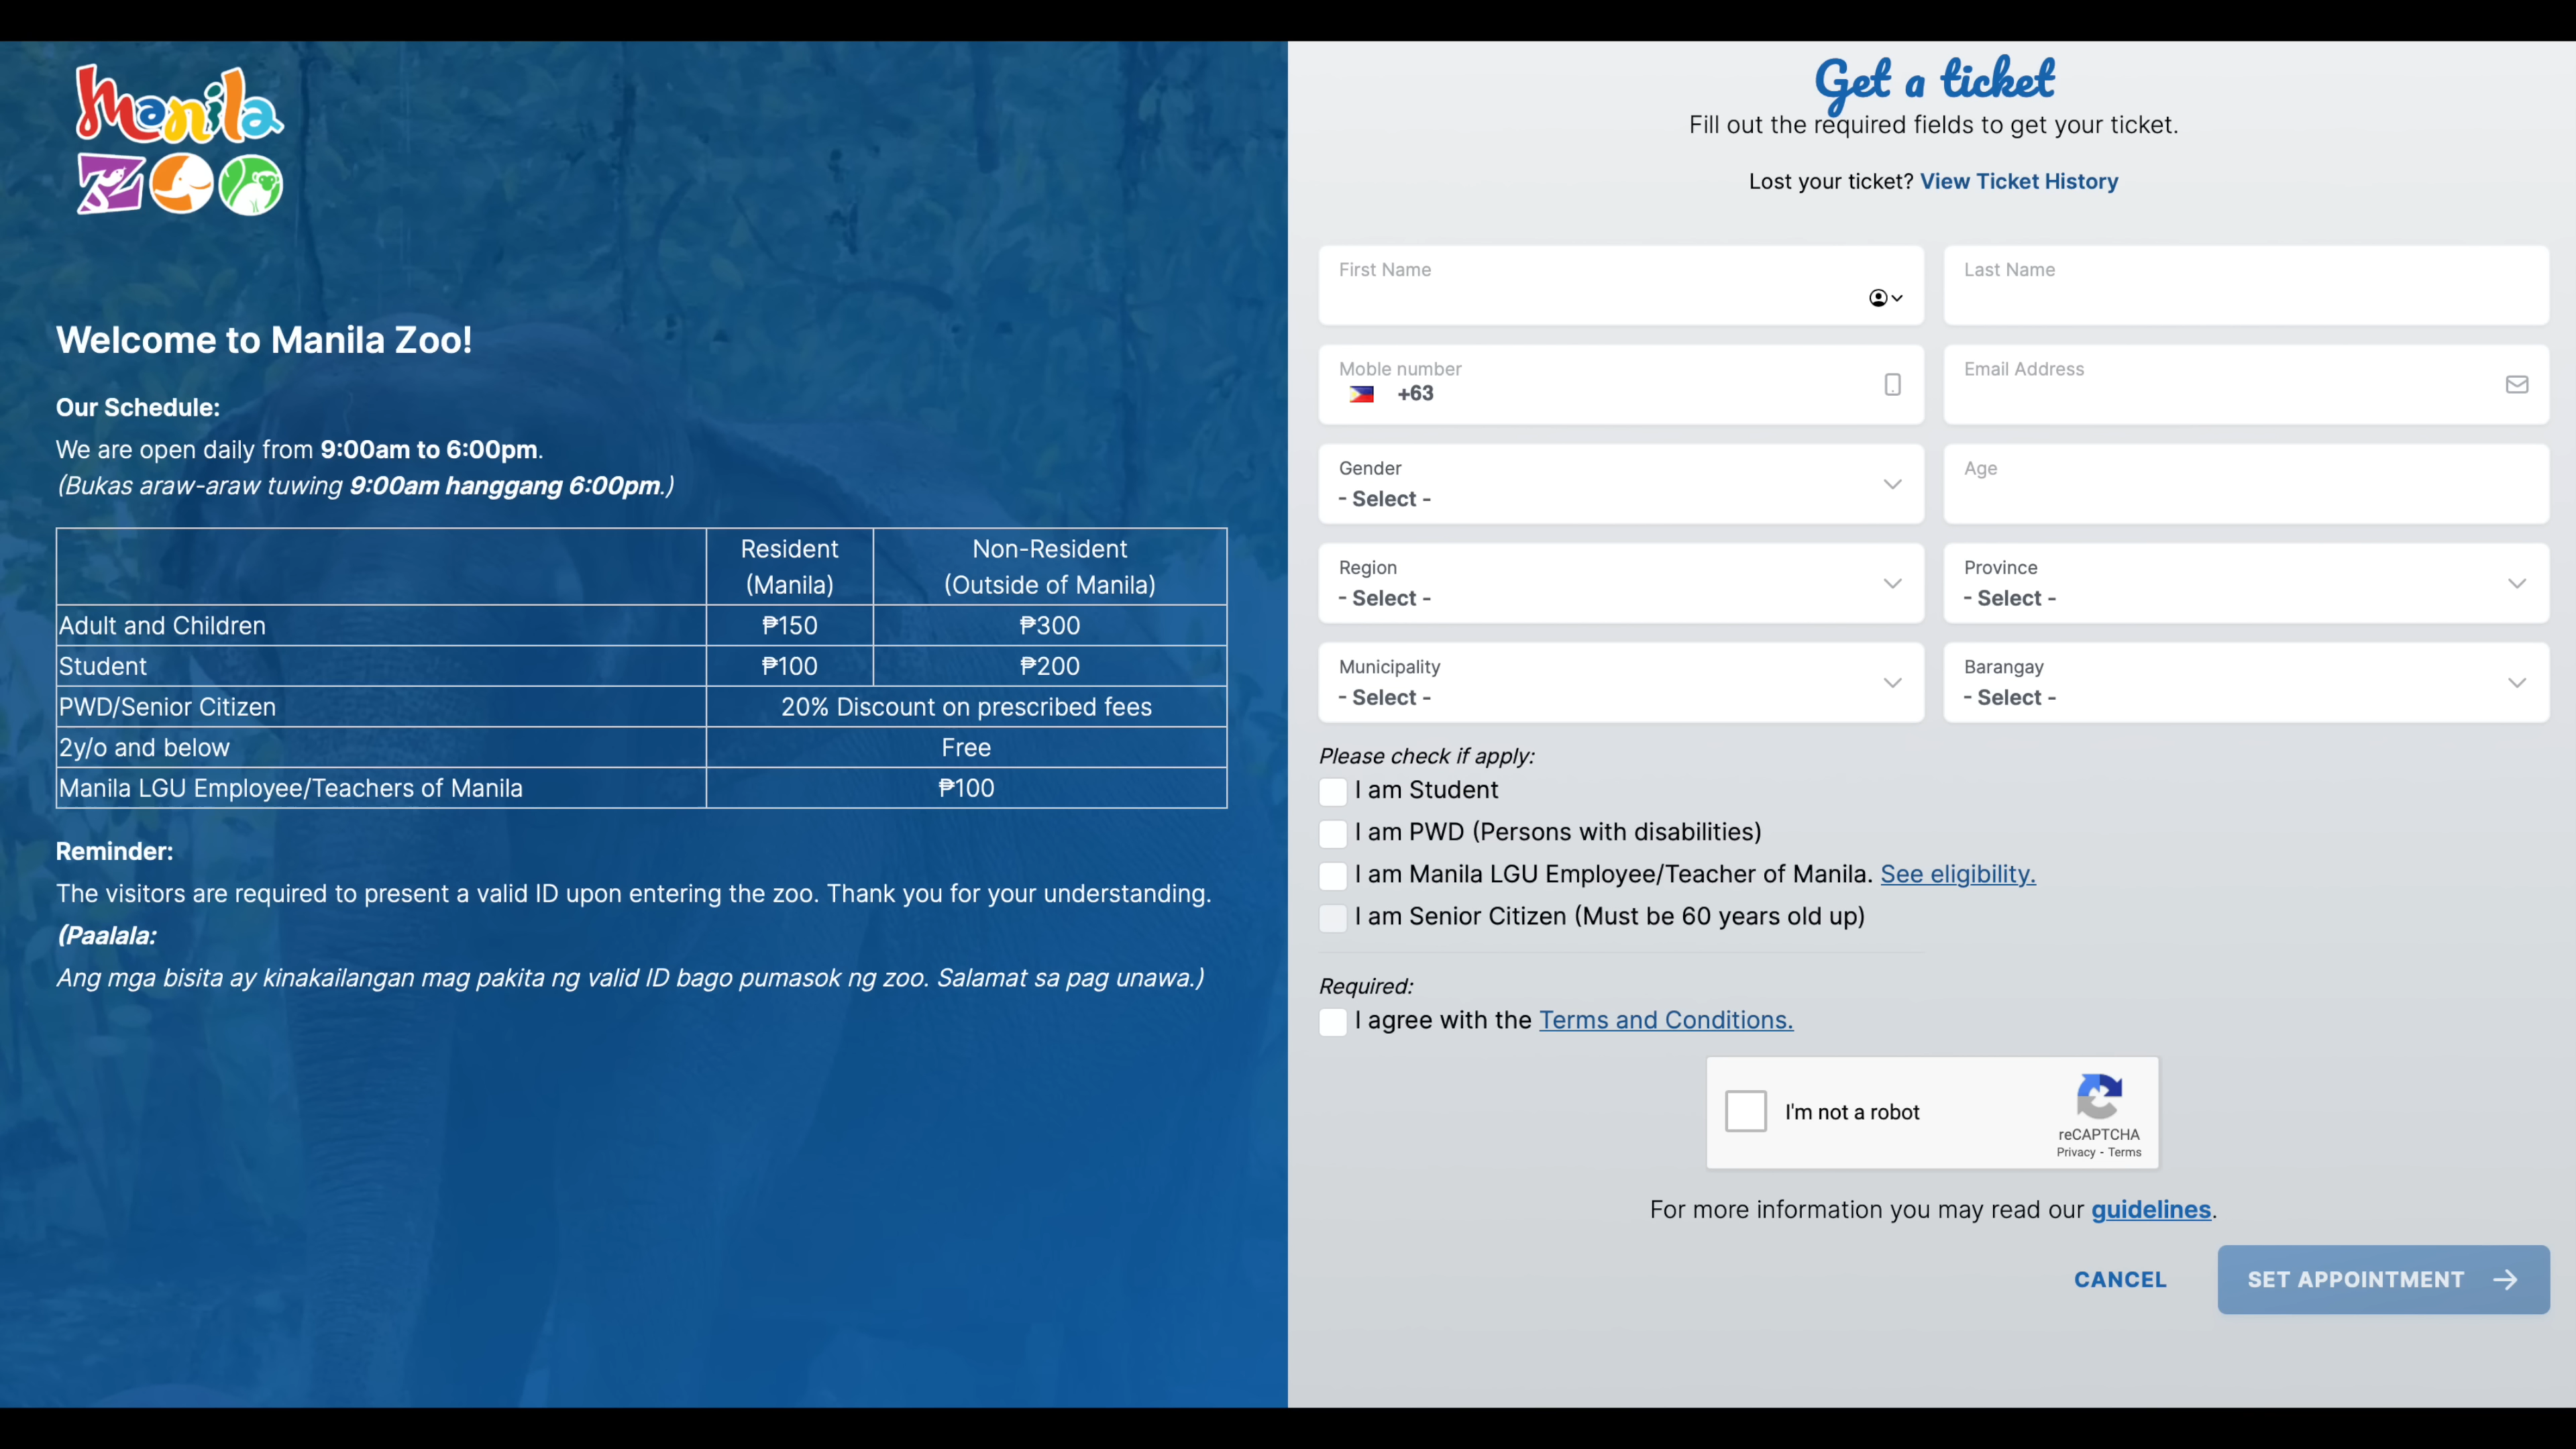 Manila
ZOO
Welcome to Manila Zoo!
Our Schedule:
We are open daily from 9:00am to 6:00pm.
(Bukas araw-araw tuwing 9:00am hanggang 6:00pm.)
Resident
(Manila)
Non-Resident
(Outside of Manila)
Adult and Children ₱150 ₱300
Student ₱100 ₱200
PWD/Senior Citizen 20% Discount on prescribed fees
2y/o and below Free
Manila LGU Employee/Teachers of Manila ₱100
Reminder:
The visitors are required to present a valid ID upon entering the zoo. Thank you for your understanding.
(Paalala:
Ang mga bisita ay kinakailangan mag pakita ng valid ID bago pumasok ng zoo. Salamat sa pag unawa.)
Get a ticket
Fill out the required fields to get your ticket.
Lost your ticket? View Ticket History
First Name
Last Name
Moble number
+63
Email Address
Gender
- Select -
Age
Region
- Select -
Province
- Select -
Municipality
- Select -
Barangay
- Select -
Please check if apply:
I am Student
I am PWD (Persons with disabilities)
I am Manila LGU Employee/Teacher of Manila. See eligibility.
I am Senior Citizen (Must be 60 years old up)
Required:
I agree with the Terms and Conditions.
I'm not a robot
reCAPTCHA
Privacy - Terms
For more information you may read our guidelines.
CANCEL
SET APPOINTMENT